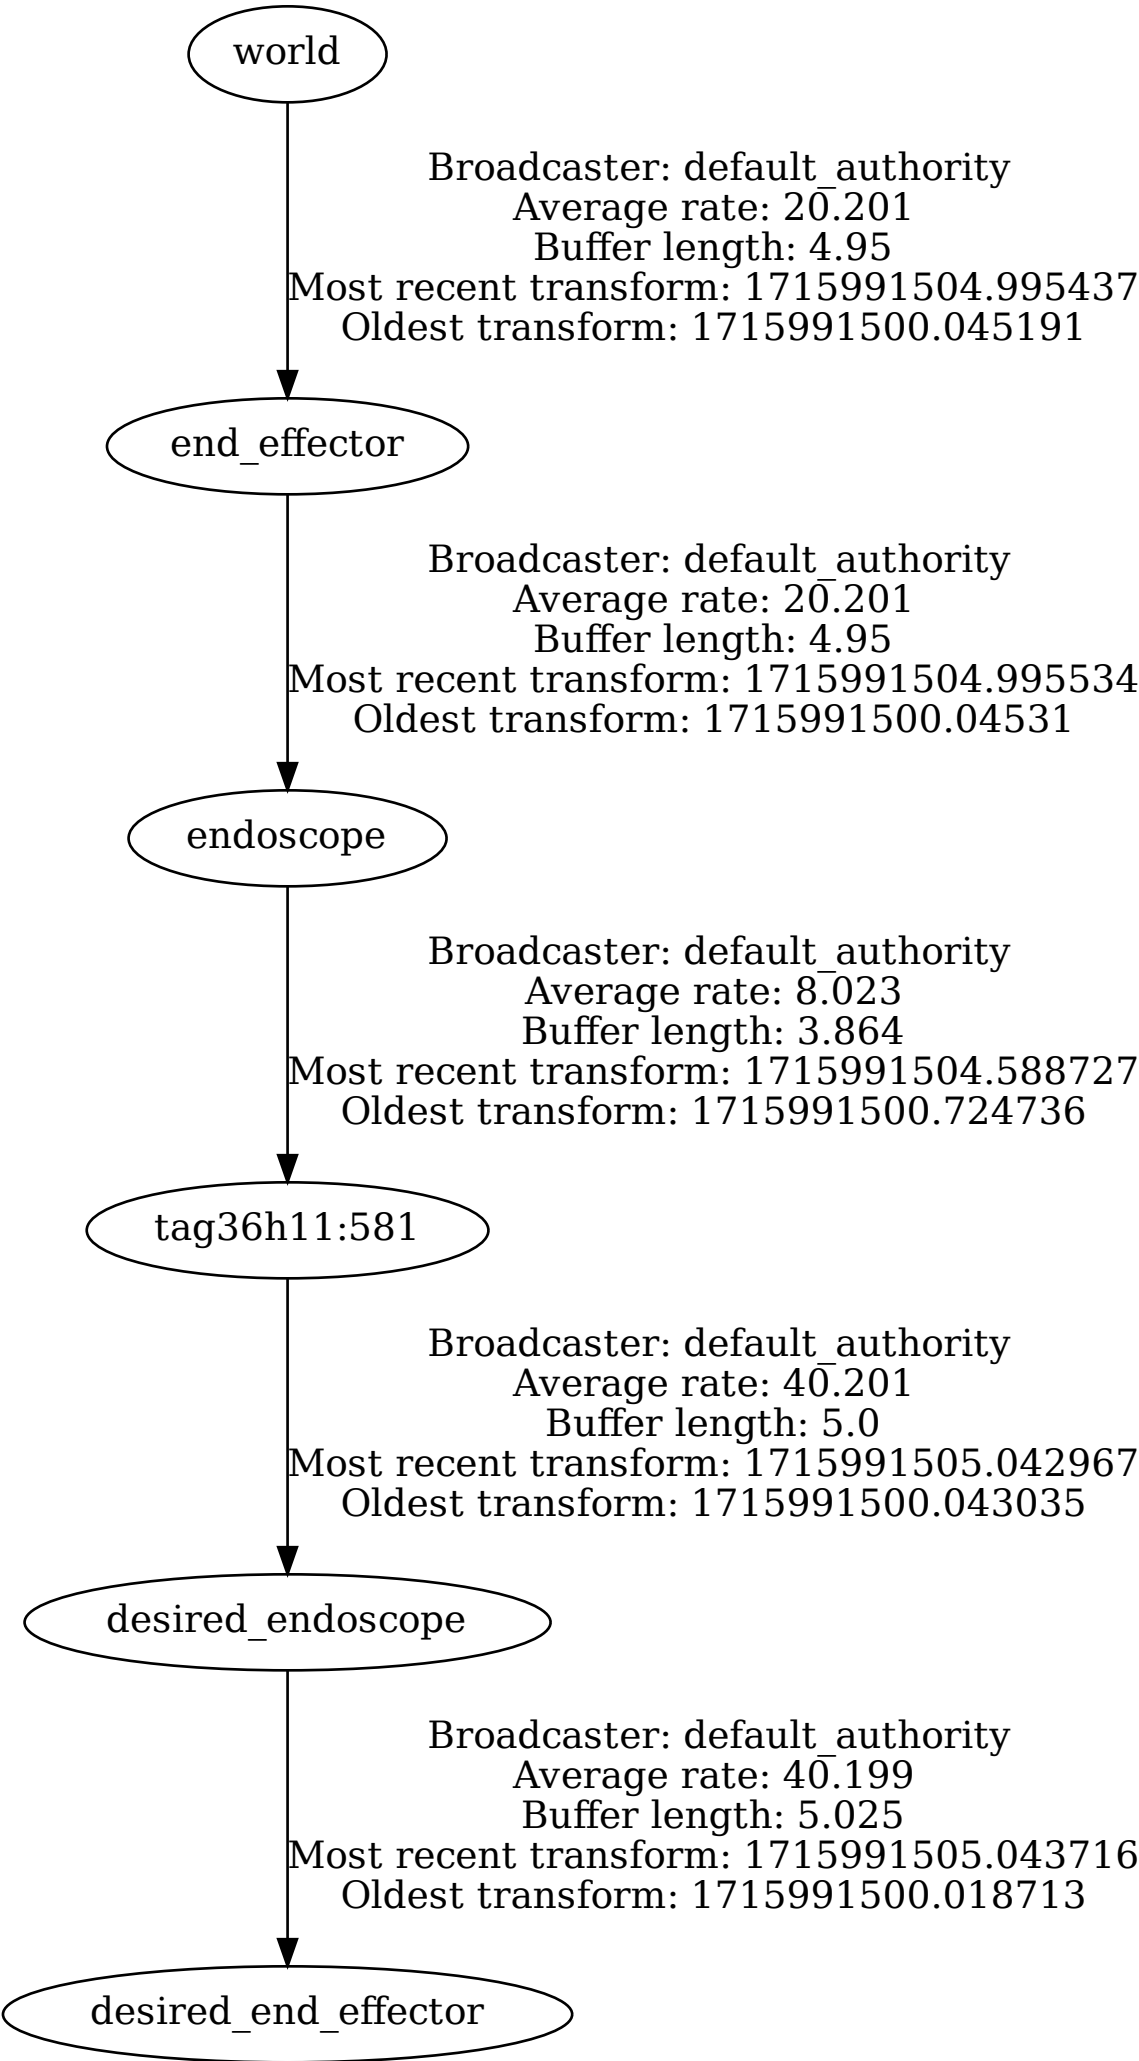 world
Broadcaster: default_authority
Average rate: 20.201
Buffer length: 4.95
Most recent transform: 1715991504.995437
Oldest transform: 1715991500.045191
end_effector
Broadcaster: default_authority
Average rate: 20.201
Buffer length: 4.95
Most recent transform: 1715991504.995534
Oldest transform: 1715991500.04531
endoscope
Broadcaster: default_authority
Average rate: 8.023
Buffer length: 3.864
Most recent transform: 1715991504.588727
Oldest transform: 1715991500.724736
tag36h11:581
Broadcaster: default_authority
Average rate: 40.201
Buffer length: 5.0
Most recent transform: 1715991505.042967
Oldest transform: 1715991500.043035
desired_endoscope
Broadcaster: default_authority
Average rate: 40.199
Buffer length: 5.025
Most recent transform: 1715991505.043716
Oldest transform: 1715991500.018713
desired_end_effector